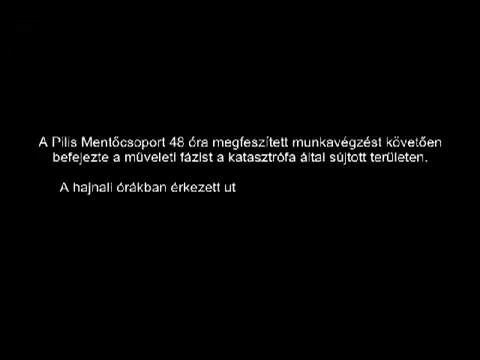 A Pilis Mentőcsoport 48 óra megfeszített munkavégzést követően
befejezte a műveleti fázist a katasztrófa által sújtott területen.
A hajnali órákban érkezett ut